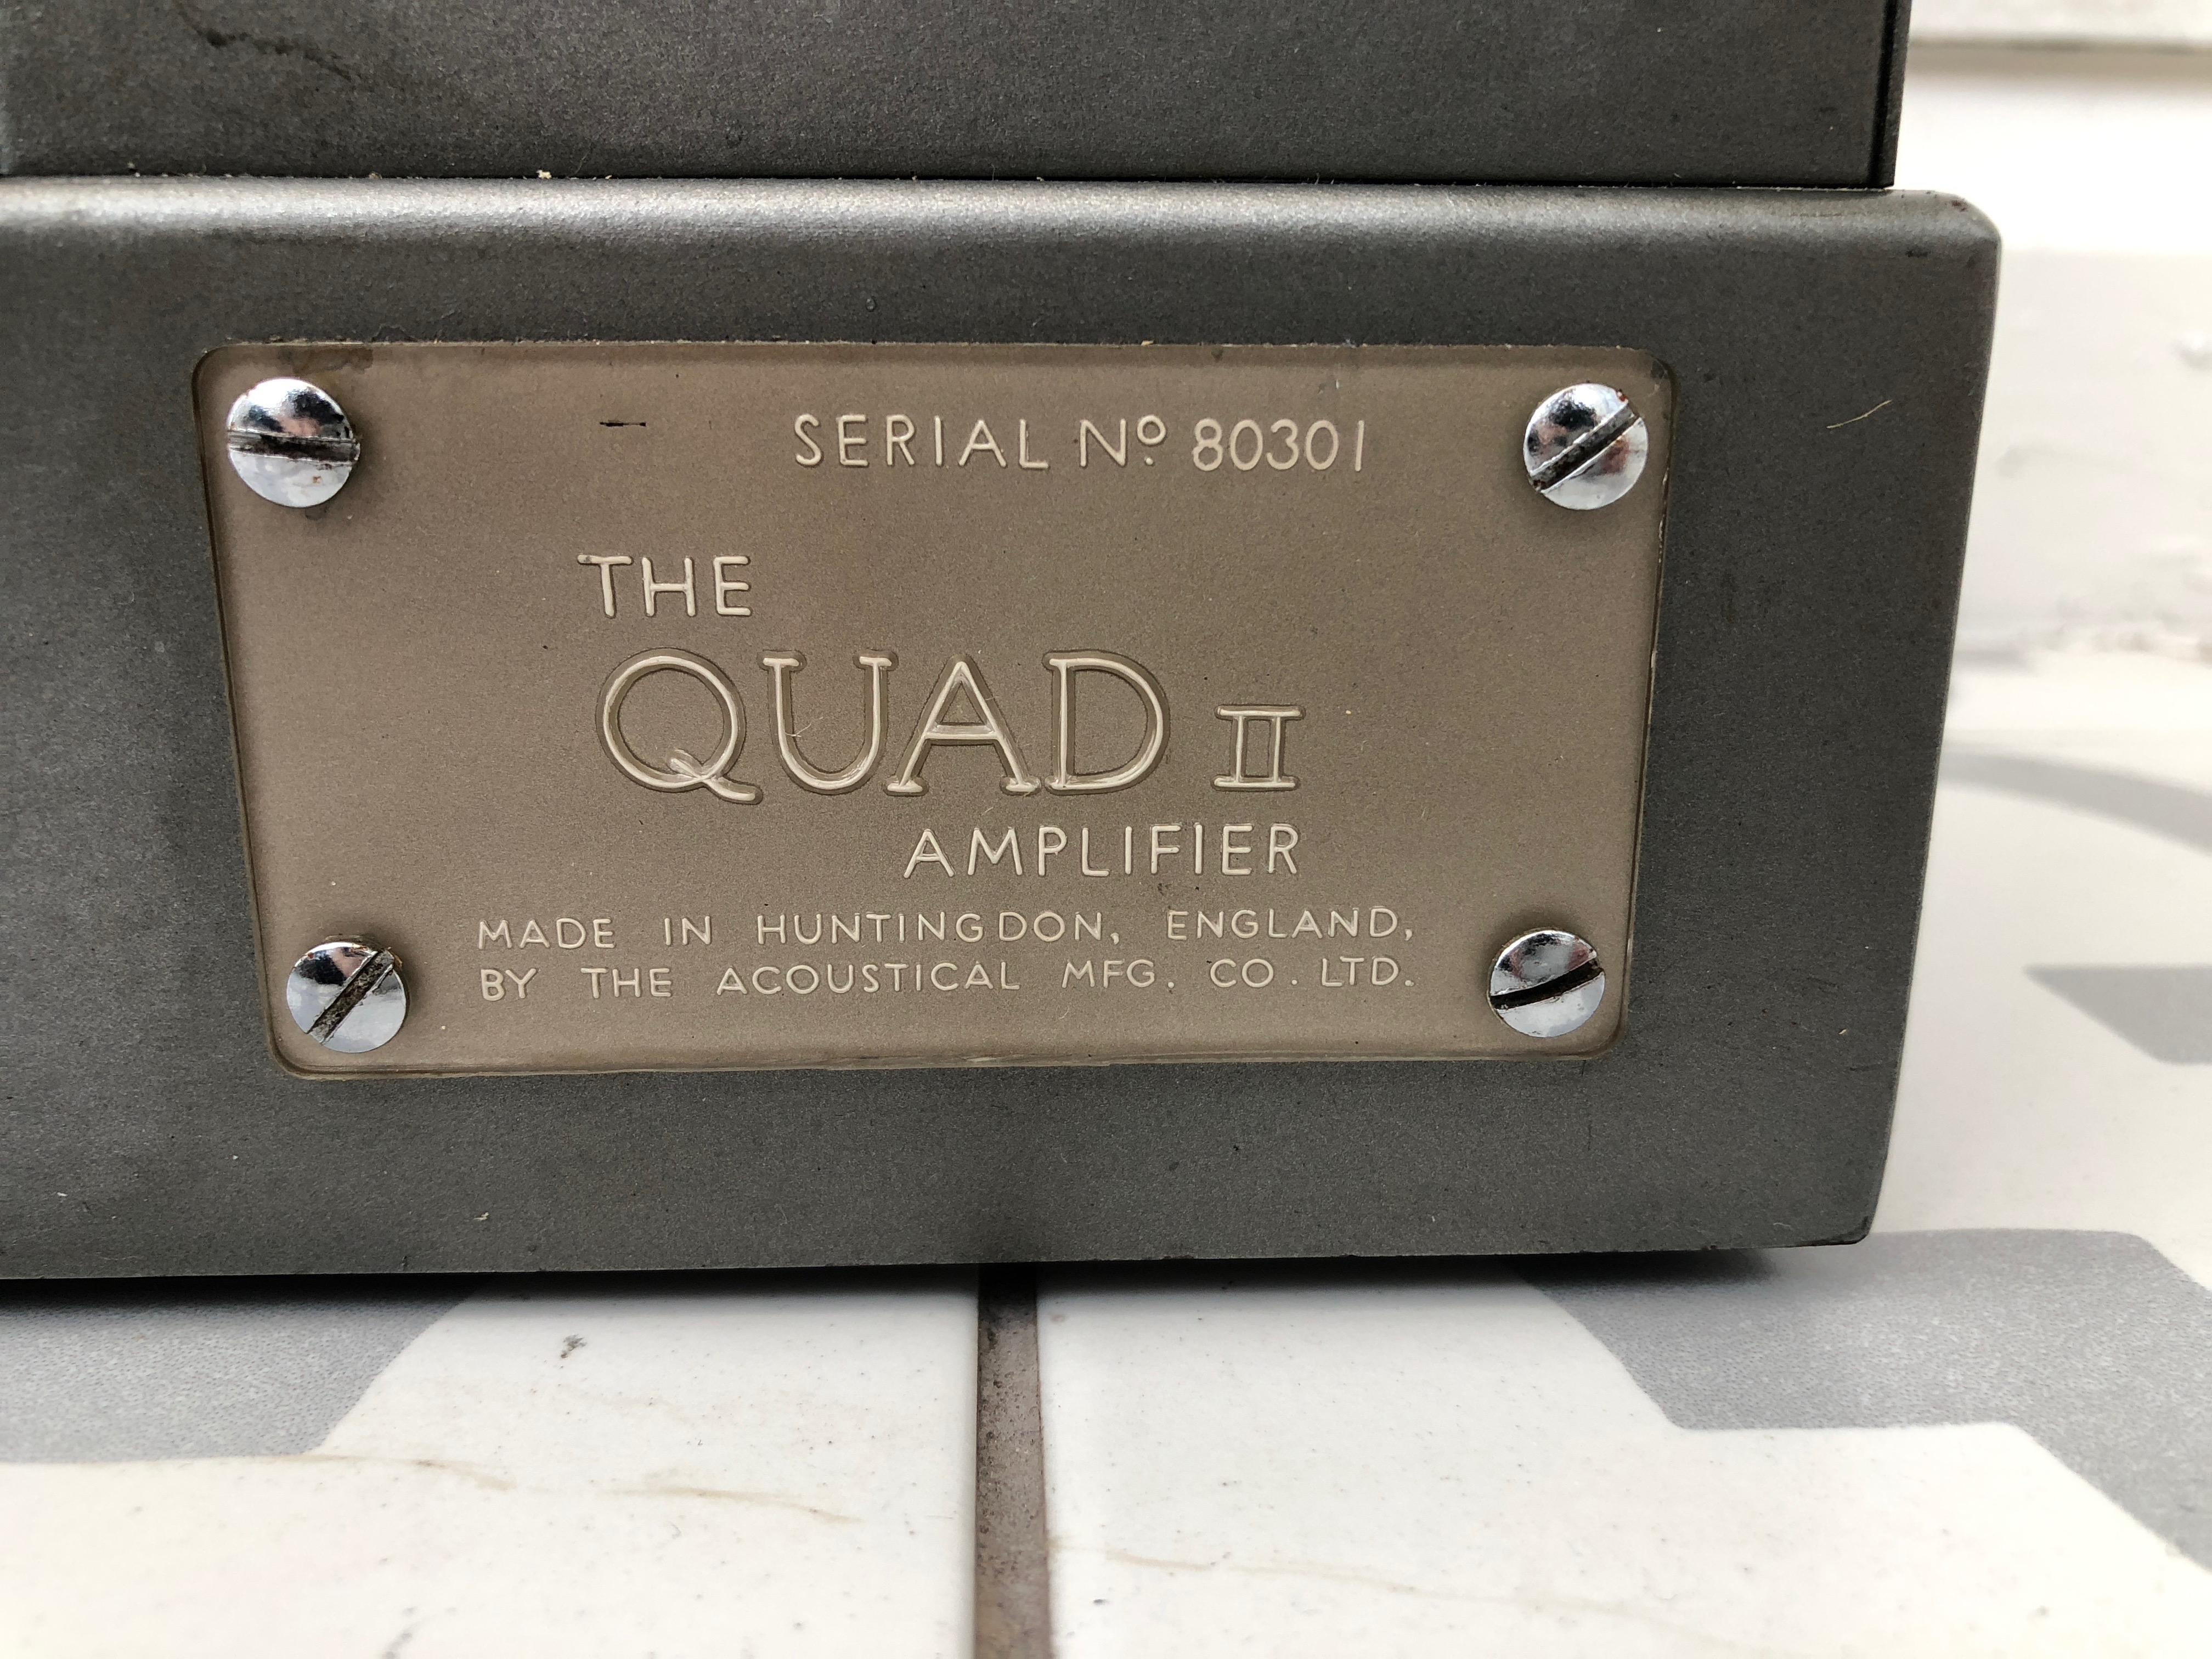 SERIAL Nº 80301
THE
QUAD II
AMPLIFIER
MADE IN HUNTINGDON, ENGLAND,
BY THE ACOUSTICAL MFG. CO. LTD.